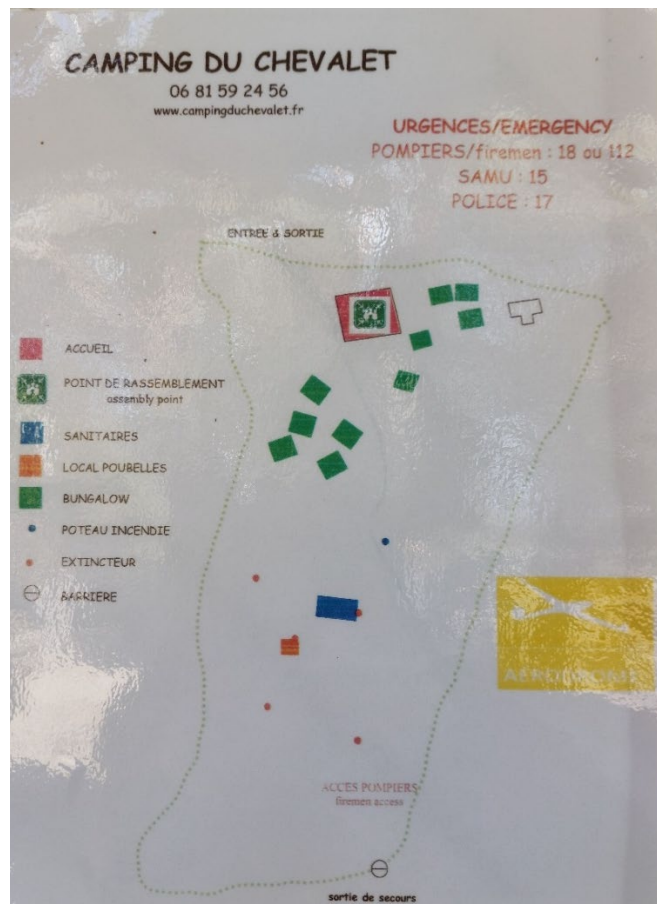 CAMPING DU CHEVALET
06 81 59 24 56
www.campingduchevalet.fr
URGENCES/EMERGENCY
POMPIERS/firemen : 18 ou 112
SAMU : 15
POLICE : 17
ENTREE & SORTIE
ACCUEIL
POINT DE RASSEMBLEMENT
assembly point
SANITAIRES
LOCAL POUBELLES
BUNGALOW
POTEAU INCENDIE
EXTINCTEUR
BARRIERE
AERODROME
ACCES POMPIERS
firemen access
sortie de secours